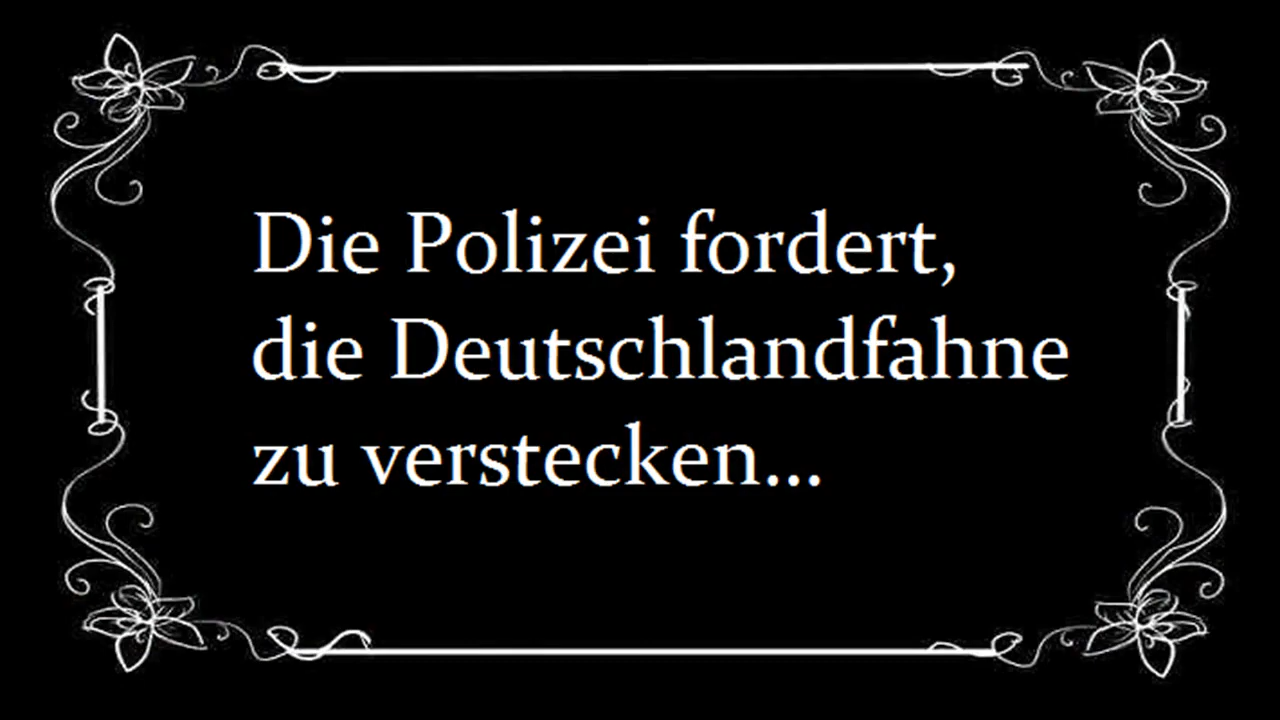 Die Polizei fordert,
die Deutschlandfahne
zu verstecken...